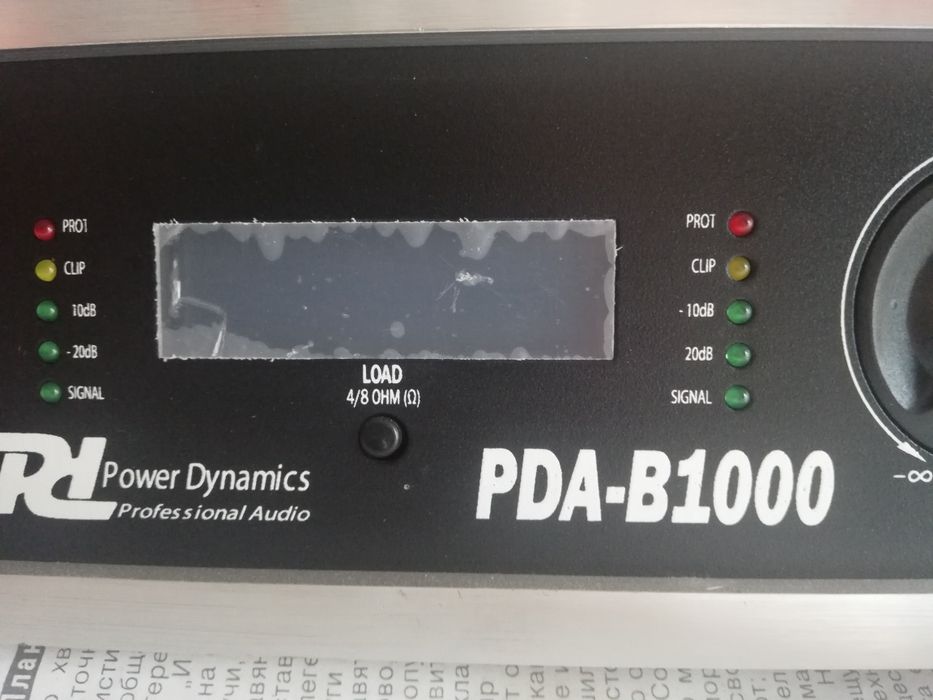 PROT
CLIP
10dB
-20dB
SIGNAL
LOAD
4/8 OHM (Ω)
PROT
CLIP
-10dB
20dB
SIGNAL
Power Dynamics
Professional Audio
PDA-B1000
-∞